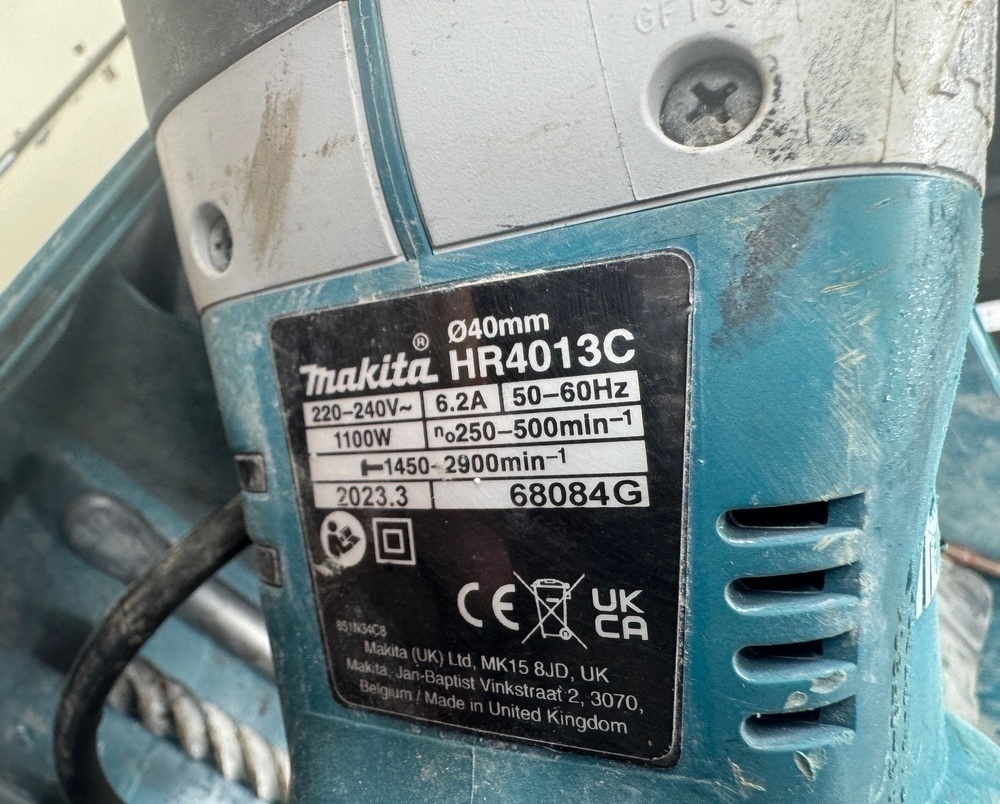 Ø40mm
makita® HR4013C
220-240V~ 6.2A 50-60Hz
1100W n₀250-500min⁻¹
1450-2900min⁻¹
2023.3 68084G
CE UK CA
851N34C8
Makita (UK) Ltd, MK15 8JD, UK
Makita, Jan-Baptist Vinkstraat 2, 3070,
Belgium / Made in United Kingdom